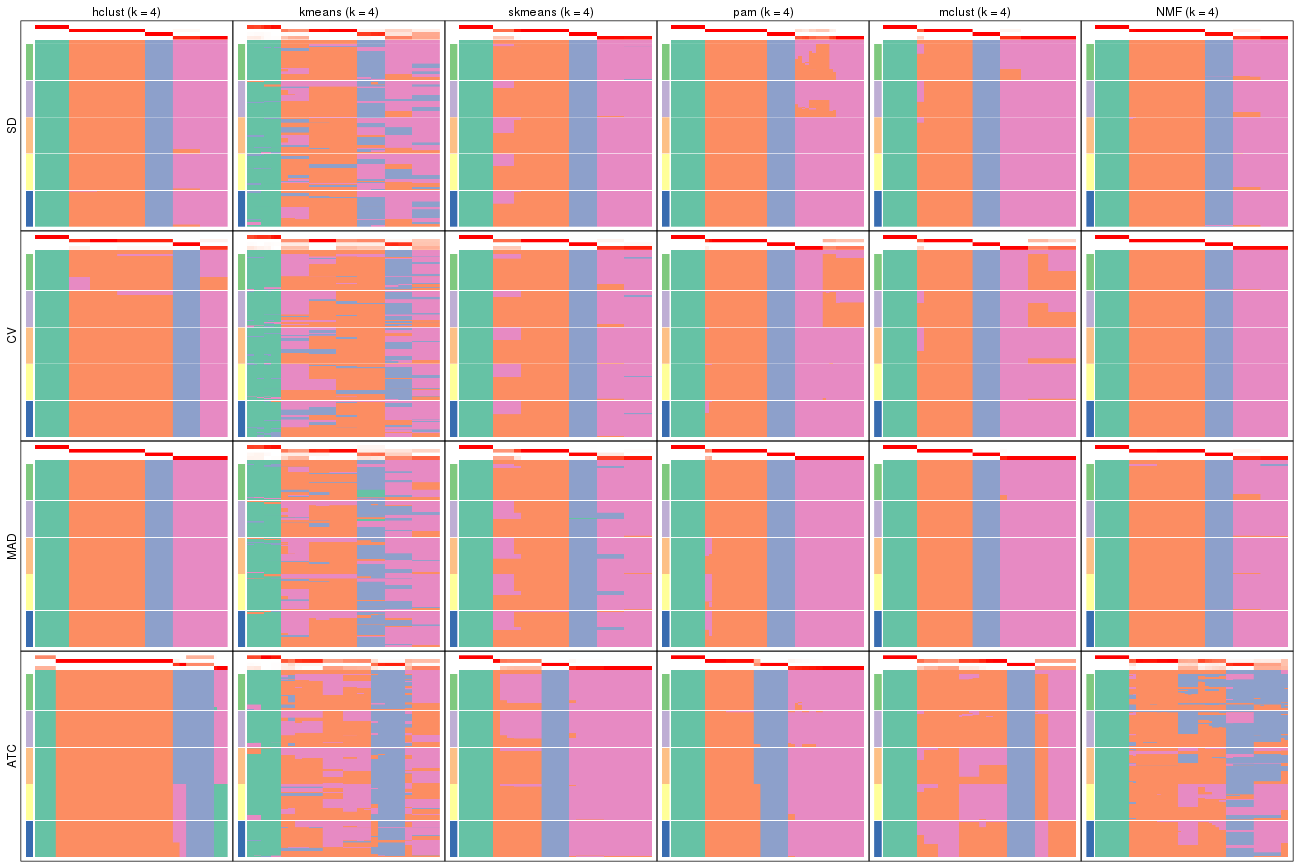 hclust (k = 4) kmeans (k = 4) skmeans (k = 4) pam (k = 4) mclust (k = 4) NMF (k = 4)
SD
CV
MAD
ATC